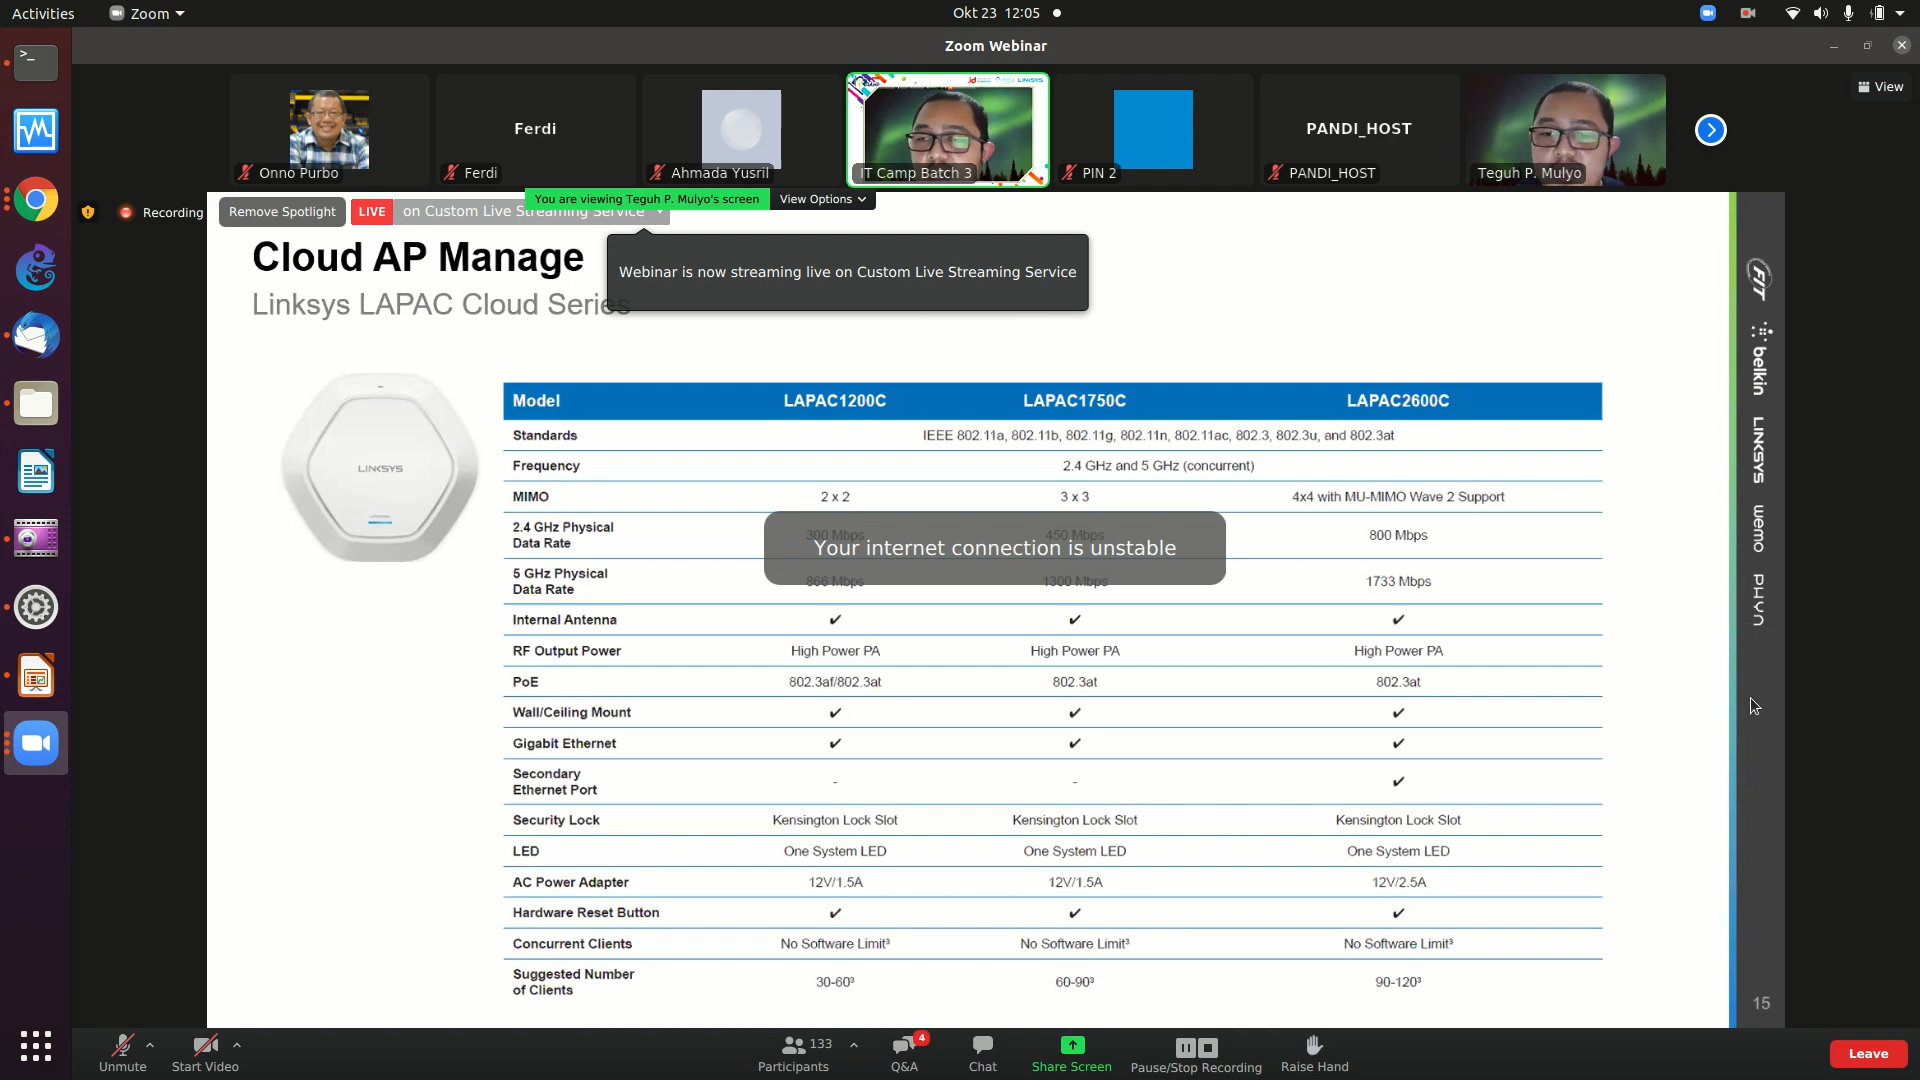 Activities
Zoom
Okt 23 12:05
Zoom Webinar
View
Onno Purbo
Ferdi
Ferdi
Ahmada Yusril
IT Camp Batch 3
PIN 2
PANDI_HOST
PANDI_HOST
Teguh P. Mulyo
Recording
Remove Spotlight
LIVE
on Custom Live Streaming Service
You are viewing Teguh P. Mulyo's screen
View Options
Webinar is now streaming live on Custom Live Streaming Service
Cloud AP Manage
Linksys LAPAC Cloud Series
LINKSYS
Model LAPAC1200C LAPAC1750C LAPAC2600C
Standards IEEE 802.11a, 802.11b, 802.11g, 802.11n, 802.11ac, 802.3, 802.3u, and 802.3at
Frequency 2.4 GHz and 5 GHz (concurrent)
MIMO 2 x 2 3 x 3 4x4 with MU-MIMO Wave 2 Support
2.4 GHz Physical
Data Rate 300 Mbps 450 Mbps 800 Mbps
Your internet connection is unstable
5 GHz Physical
Data Rate 866 Mbps 1300 Mbps 1733 Mbps
Internal Antenna ✔ ✔ ✔
RF Output Power High Power PA High Power PA High Power PA
PoE 802.3af/802.3at 802.3at 802.3at
Wall/Ceiling Mount ✔ ✔ ✔
Gigabit Ethernet ✔ ✔ ✔
Secondary
Ethernet Port - - ✔
Security Lock Kensington Lock Slot Kensington Lock Slot Kensington Lock Slot
LED One System LED One System LED One System LED
AC Power Adapter 12V/1.5A 12V/1.5A 12V/2.5A
Hardware Reset Button ✔ ✔ ✔
Concurrent Clients No Software Limit³ No Software Limit³ No Software Limit³
Suggested Number
of Clients 30-60³ 60-90³ 90-120³
FIT
belkin
LINKSYS
wemo
PHYN
15
Unmute
Start Video
133
Participants
4
Q&A
Chat
Share Screen
Pause/Stop Recording
Raise Hand
Leave